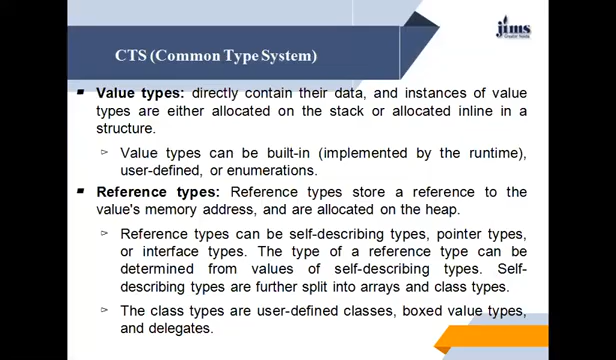 jims
Greater Noida
CTS (Common Type System)
Value types: directly contain their data, and instances of value
types are either allocated on the stack or allocated inline in a
structure.
Value types can be built-in (implemented by the runtime),
user-defined, or enumerations.
Reference types: Reference types store a reference to the
value's memory address, and are allocated on the heap.
Reference types can be self-describing types, pointer types,
or interface types. The type of a reference type can be
determined from values of self-describing types. Self-
describing types are further split into arrays and class types.
The class types are user-defined classes, boxed value types,
and delegates.